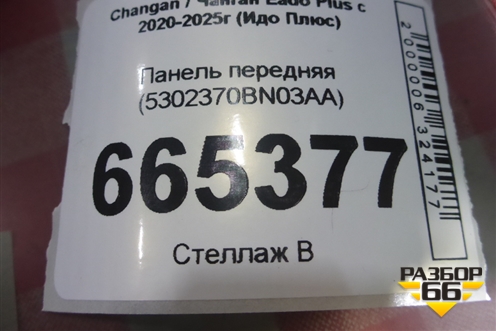 Changan / Чанган Eado Plus с
2020-2025г (Идо Плюс)
Панель передняя
(5302370BN03AA)
665377
Стеллаж В
2000006324177
РАЗБОР
66